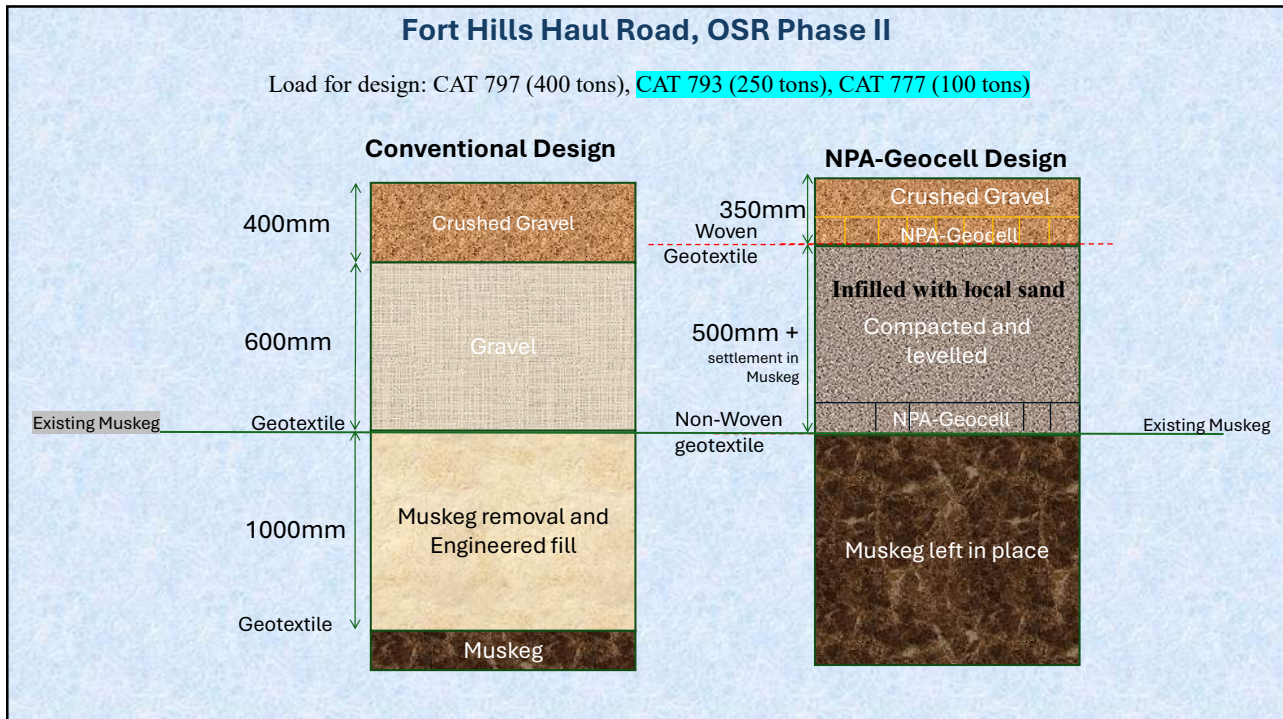 Fort Hills Haul Road, OSR Phase II
Load for design: CAT 797 (400 tons), CAT 793 (250 tons), CAT 777 (100 tons)
Conventional Design
400mm
Crushed Gravel
600mm
Gravel
Existing Muskeg
Geotextile
1000mm
Muskeg removal and
Engineered fill
Geotextile
Muskeg
NPA-Geocell Design
350mm
Crushed Gravel
NPA-Geocell
Woven
Geotextile
Infilled with local sand
Compacted and
levelled
500mm +
settlement in
Muskeg
NPA-Geocell
Non-Woven
geotextile
Existing Muskeg
Muskeg left in place